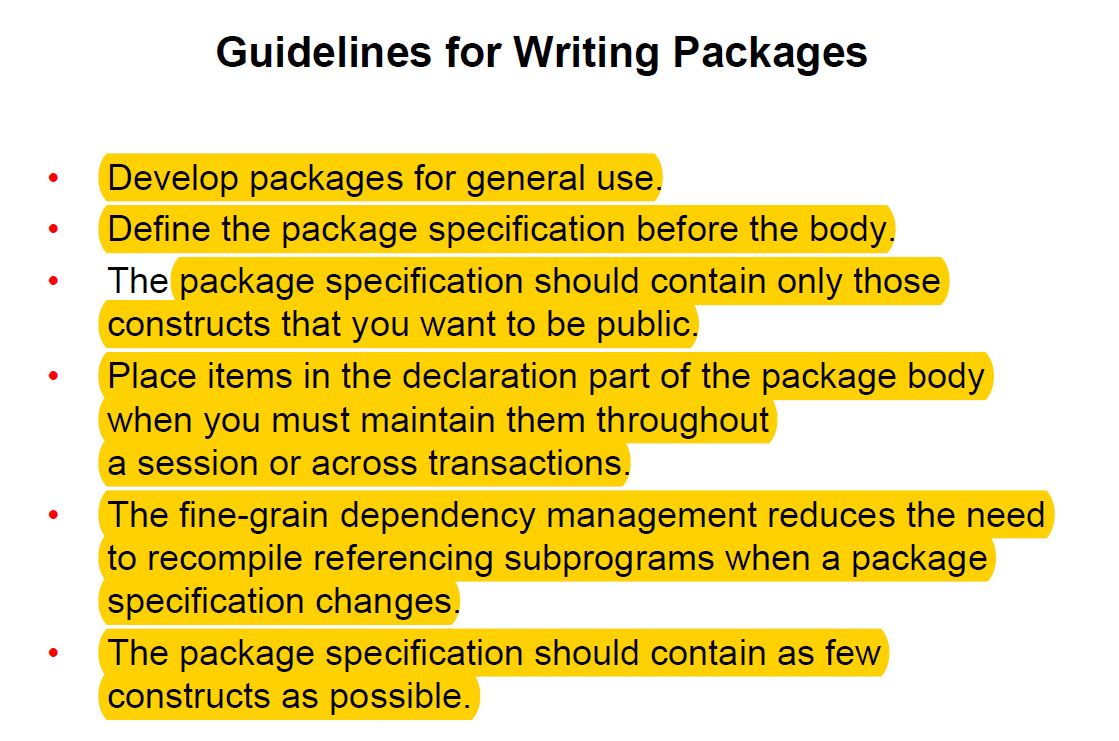 Guidelines for Writing Packages
• Develop packages for general use.
• Define the package specification before the body.
• The package specification should contain only those
constructs that you want to be public.
• Place items in the declaration part of the package body
when you must maintain them throughout
a session or across transactions.
• The fine-grain dependency management reduces the need
to recompile referencing subprograms when a package
specification changes.
• The package specification should contain as few
constructs as possible.